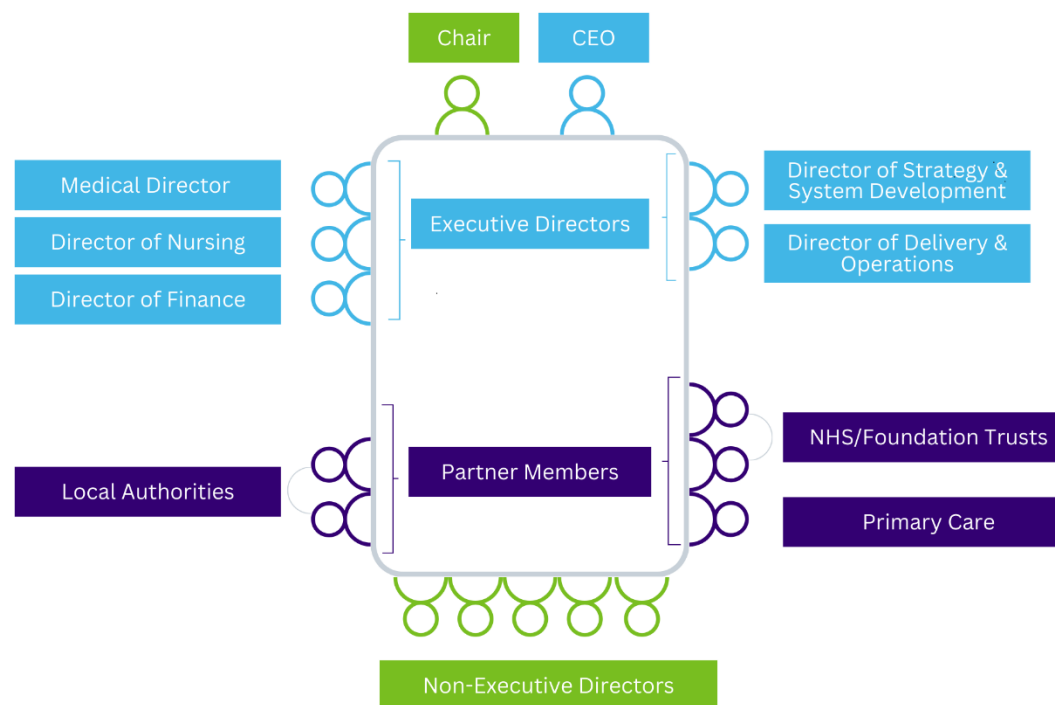 Chair
CEO
Medical Director
Director of Nursing
Director of Finance
Executive Directors
Director of Strategy &
System Development
Director of Delivery &
Operations
Local Authorities
Partner Members
NHS/Foundation Trusts
Primary Care
Non-Executive Directors